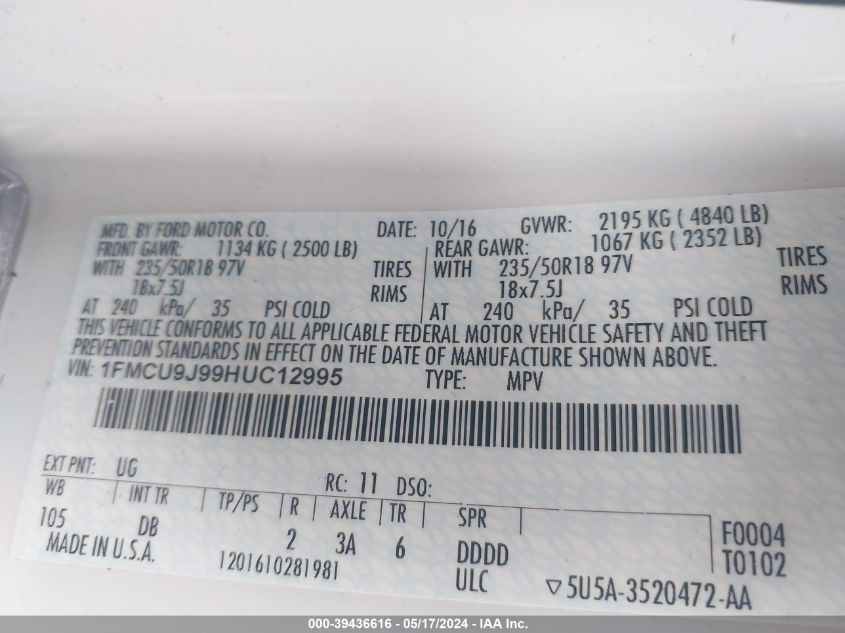 MFD. BY FORD MOTOR CO. DATE: 10/16 GVWR: 2195 KG ( 4840 LB)
FRONT GAWR: 1134 KG ( 2500 LB) REAR GAWR: 1067 KG ( 2352 LB)
WITH 235/50R18 97V TIRES WITH 235/50R18 97V TIRES
18x7.5J RIMS 18x7.5J RIMS
AT 240 kPa/ 35 PSI COLD AT 240 kPa/ 35 PSI COLD
THIS VEHICLE CONFORMS TO ALL APPLICABLE FEDERAL MOTOR VEHICLE SAFETY AND THEFT
PREVENTION STANDARDS IN EFFECT ON THE DATE OF MANUFACTURE SHOWN ABOVE.
VIN: 1FMCU9J99HUC12995 TYPE: MPV
EXT PNT: UG RC: 11 DSO:
WB INT TR TP/PS R AXLE TR SPR
105 DB 2 3A 6 DDDD F0004
MADE IN U.S.A. 1201610281981 ULC T0102
▽5U5A-3520472-AA
000-39436616 - 05/17/2024 - IAAI Inc.